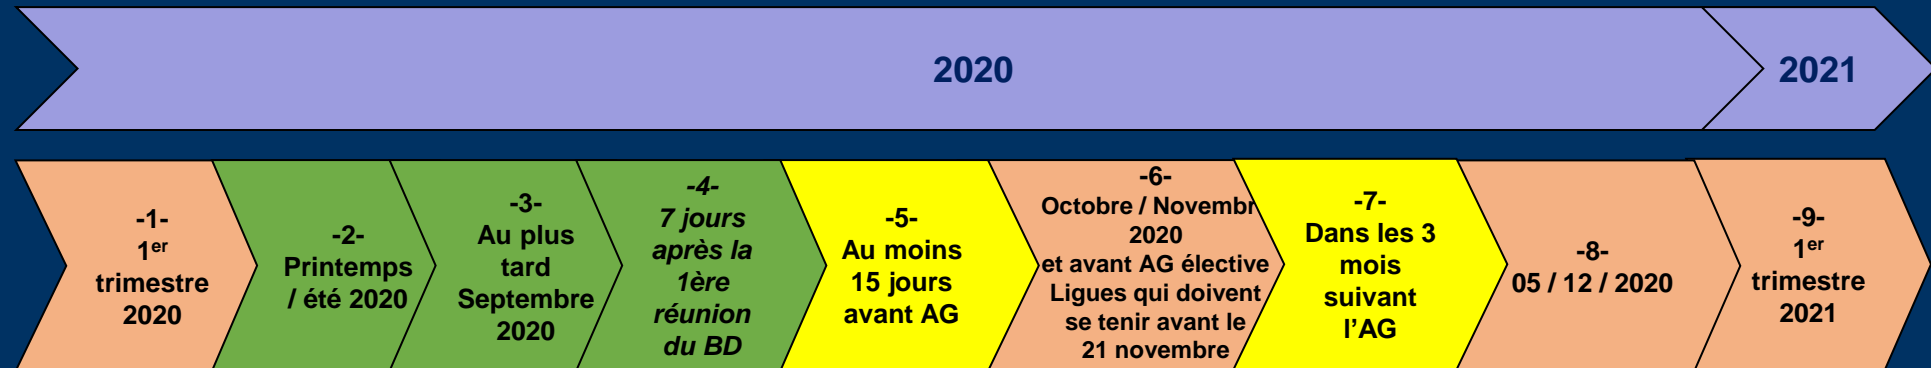 2020
2021
-1-
1er
trimestre
2020
-2-
Printemps
/ été 2020
-3-
Au plus
tard
Septembre
2020
-4-
7 jours
après la
1ère
réunion
du BD
-5-
Au moins
15 jours
avant AG
-6-
Octobre / Novembr
2020
et avant AG élective
Ligues qui doivent
se tenir avant le
21 novembre
-7-
Dans les 3
mois
suivant
l’AG
-8-
05 / 12 / 2020
-9-
1er
trimestre
2021